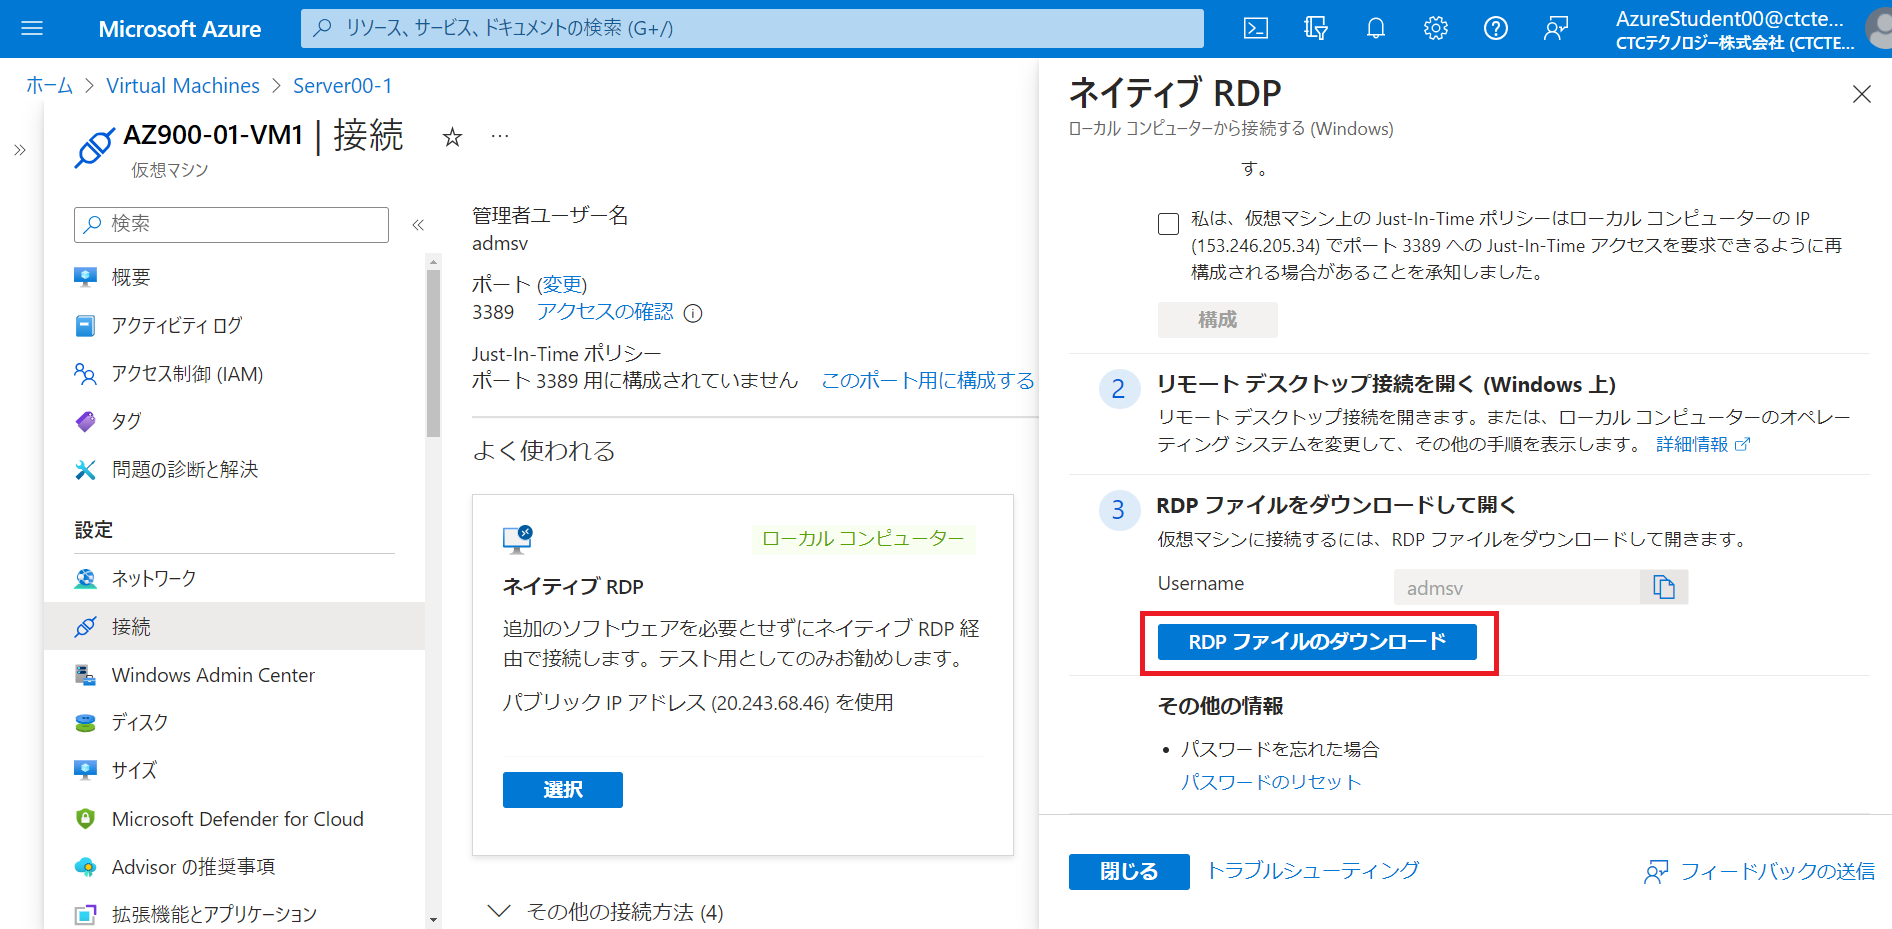 Microsoft Azure
リソース、サービス、ドキュメントの検索 (G+/)
AzureStudent00@ctcte...
CTCテクノロジー株式会社 (CTCTE...
ホーム > Virtual Machines > Server00-1
AZ900-01-VM1 | 接続
仮想マシン
検索
概要
アクティビティ ログ
アクセス制御 (IAM)
タグ
問題の診断と解決
設定
ネットワーク
接続
Windows Admin Center
ディスク
サイズ
Microsoft Defender for Cloud
Advisor の推奨事項
拡張機能とアプリケーション
管理者ユーザー名
admsv
ポート (変更)
3389 アクセスの確認
Just-In-Time ポリシー
ポート 3389 用に構成されていません このポート用に構成する
よく使われる
ローカル コンピューター
ネイティブ RDP
追加のソフトウェアを必要とせずにネイティブ RDP 経
由で接続します。テスト用としてのみお勧めします。
パブリック IP アドレス (20.243.68.46) を使用
選択
その他の接続方法 (4)
ネイティブ RDP
ローカル コンピューターから接続する (Windows)
す。
私は、仮想マシン上の Just-In-Time ポリシーはローカル コンピューターの IP
(153.246.205.34) でポート 3389 への Just-In-Time アクセスを要求できるように再
構成される場合があることを承知しました。
構成
2 リモート デスクトップ接続を開く (Windows 上)
リモート デスクトップ接続を開きます。または、ローカル コンピューターのオペレー
ティング システムを変更して、その他の手順を表示します。 詳細情報
3 RDP ファイルをダウンロードして開く
仮想マシンに接続するには、RDP ファイルをダウンロードして開きます。
Username admsv
RDP ファイルのダウンロード
その他の情報
• パスワードを忘れた場合
パスワードのリセット
閉じる トラブルシューティング
フィードバックの送信